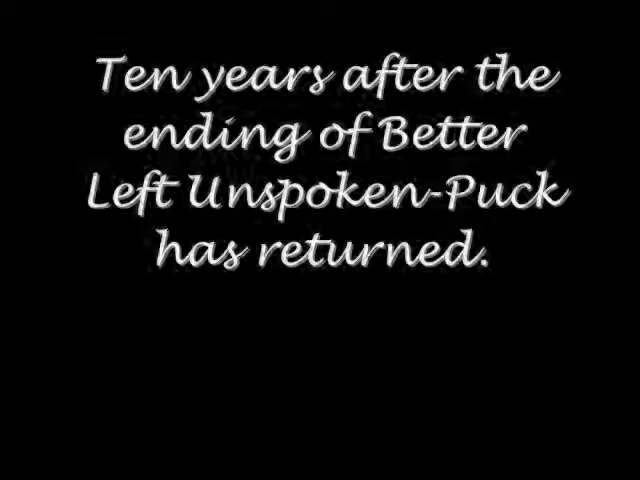 Ten years after the
ending of Better
Left Unspoken-Puck
has returned.